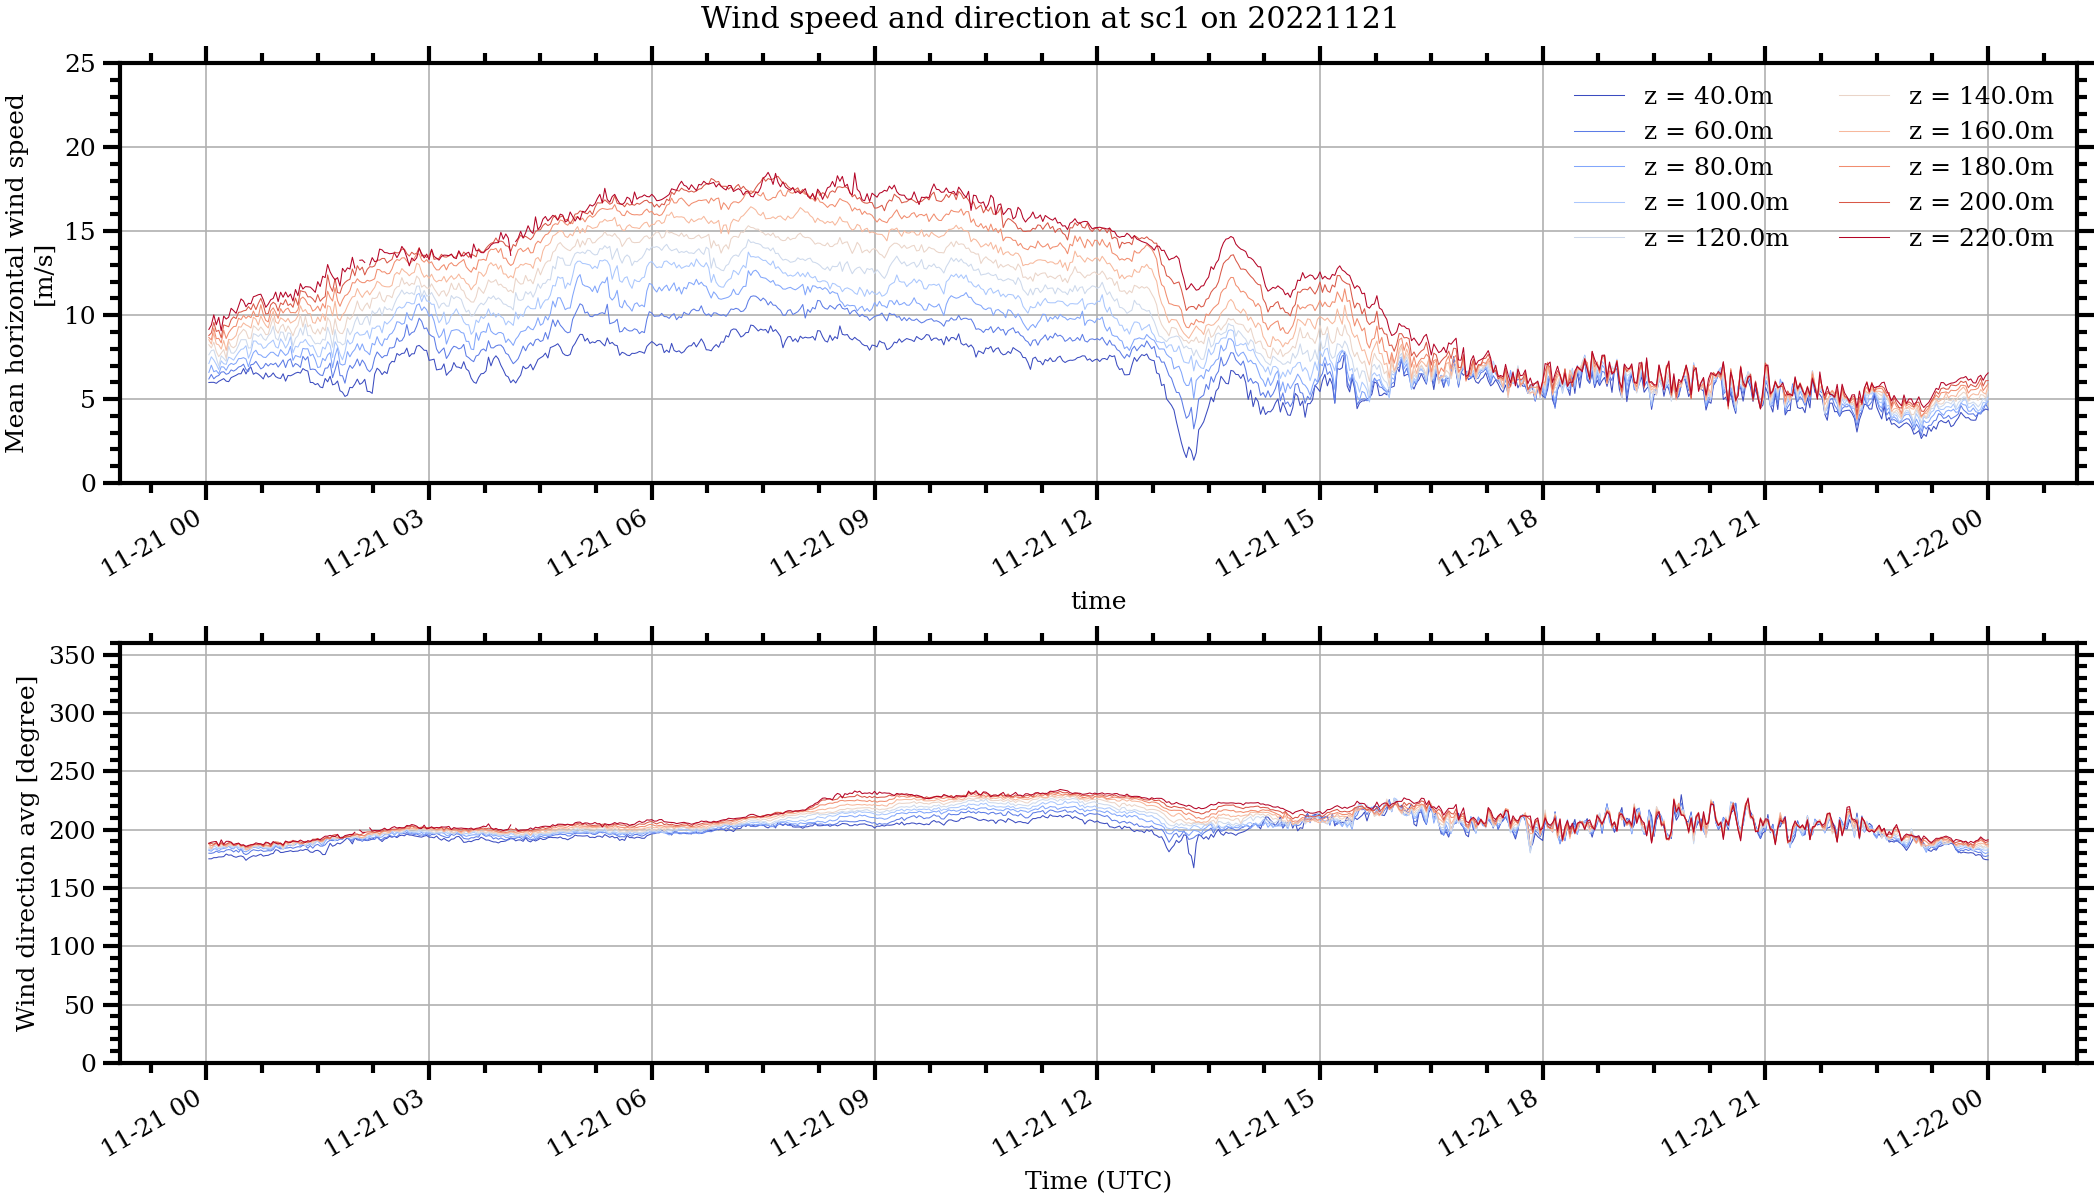 Wind speed and direction at sc1 on 20221121
Mean horizontal wind speed
[m/s]
25
20
15
10
5
0
z = 40.0m
z = 60.0m
z = 80.0m
z = 100.0m
z = 120.0m
z = 140.0m
z = 160.0m
z = 180.0m
z = 200.0m
z = 220.0m
11-21 00
11-21 03
11-21 06
11-21 09
11-21 12
11-21 15
11-21 18
11-21 21
11-22 00
time
Wind direction avg [degree]
350
300
250
200
150
100
50
0
11-21 00
11-21 03
11-21 06
11-21 09
11-21 12
11-21 15
11-21 18
11-21 21
11-22 00
Time (UTC)